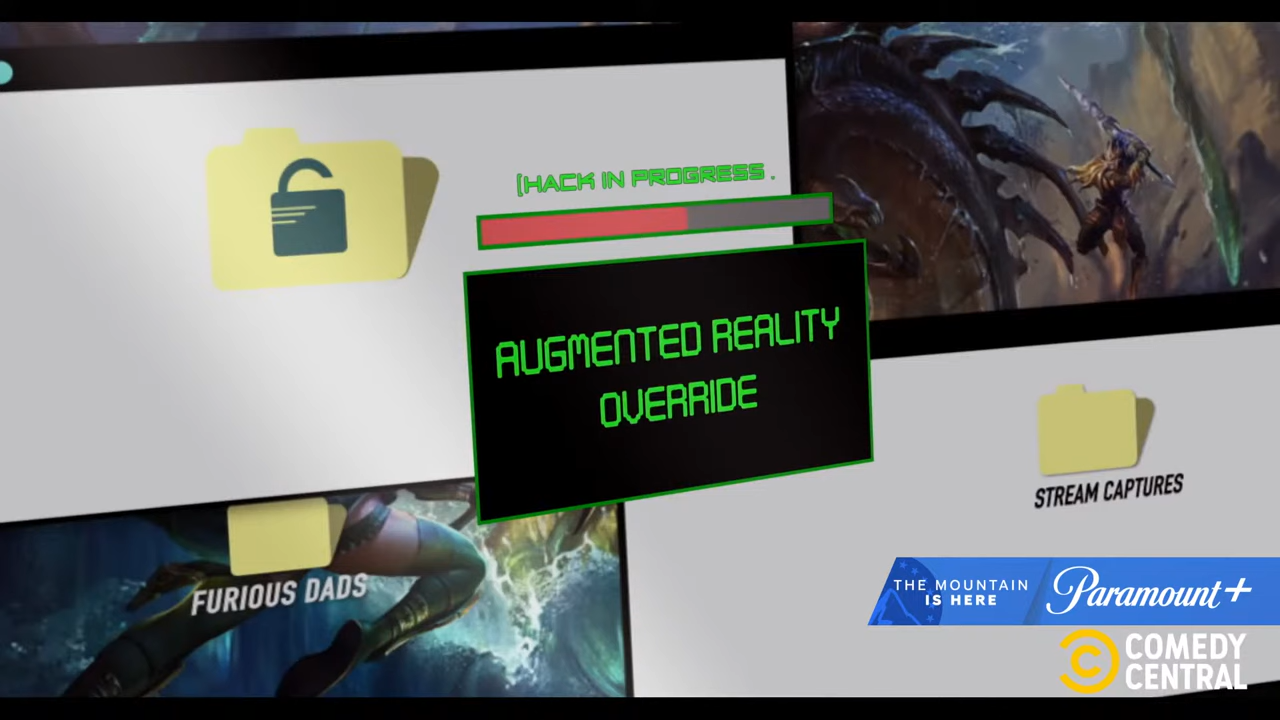 [HACK IN PROGRESS .
AUGMENTED REALITY
OVERRIDE
STREAM CAPTURES
FURIOUS DADS
THE MOUNTAIN
IS HERE
Paramount+
COMEDY
CENTRAL